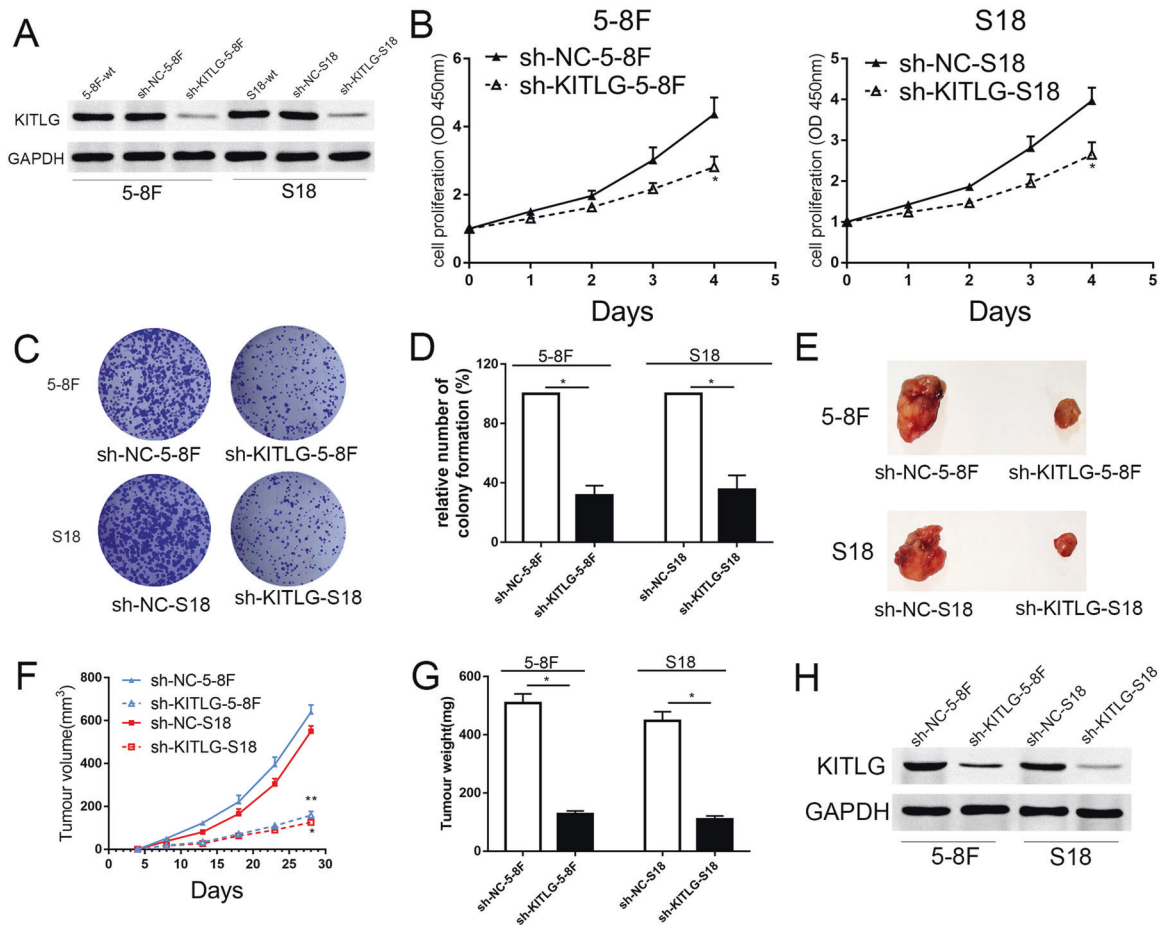 A
5-8F-wt
sh-NC-5-8F
sh-KITLG-5-8F
S18-wt
sh-NC-S18
sh-KITLG-S18
KITLG
GAPDH
5-8F
S18
B
5-8F
sh-NC-5-8F
sh-KITLG-5-8F
cell proliferation (OD 450nm)
6
4
2
0
*
0 1 2 3 4 5
Days
S18
sh-NC-S18
sh-KITLG-S18
cell proliferation (OD 450nm)
5
4
3
2
1
0
*
0 1 2 3 4 5
Days
C
5-8F
sh-NC-5-8F
sh-KITLG-5-8F
S18
sh-NC-S18
sh-KITLG-S18
D
5-8F
S18
*
*
relative number of
colony formation (%)
120
80
40
0
sh-NC-5-8F
sh-KITLG-5-8F
sh-NC-S18
sh-KITLG-S18
E
5-8F
sh-NC-5-8F
sh-KITLG-5-8F
S18
sh-NC-S18
sh-KITLG-S18
F
sh-NC-5-8F
sh-KITLG-5-8F
sh-NC-S18
sh-KITLG-S18
Tumour volume(mm³)
800
600
400
200
0
**
*
0 5 10 15 20 25 30
Days
G
5-8F
S18
*
*
Tumour weight(mg)
600
400
200
0
sh-NC-5-8F
sh-KITLG-5-8F
sh-NC-S18
sh-KITLG-S18
H
sh-NC-5-8F
sh-KITLG-5-8F
sh-NC-S18
sh-KITLG-S18
KITLG
GAPDH
5-8F
S18